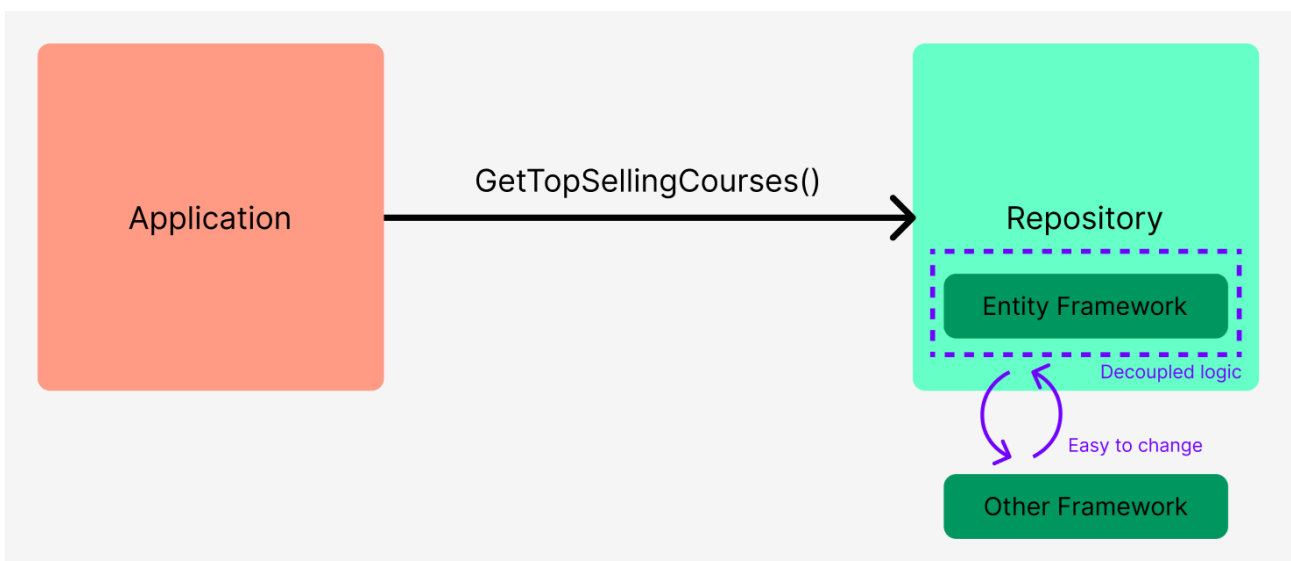 GetTopSellingCourses()
Application
Repository
Entity Framework
Decoupled logic
Easy to change
Other Framework